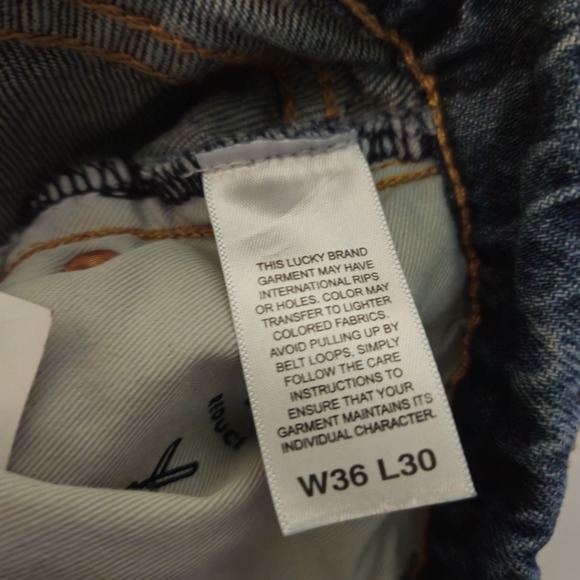 THIS LUCKY BRAND
GARMENT MAY HAVE
INTERNATIONAL RIPS
OR HOLES. COLOR MAY
TRANSFER TO LIGHTER
COLORED FABRICS.
AVOID PULLING UP BY
BELT LOOPS. SIMPLY
FOLLOW THE CARE
INSTRUCTIONS TO
ENSURE THAT YOUR
GARMENT MAINTAINS ITS
INDIVIDUAL CHARACTER.
W36 L30